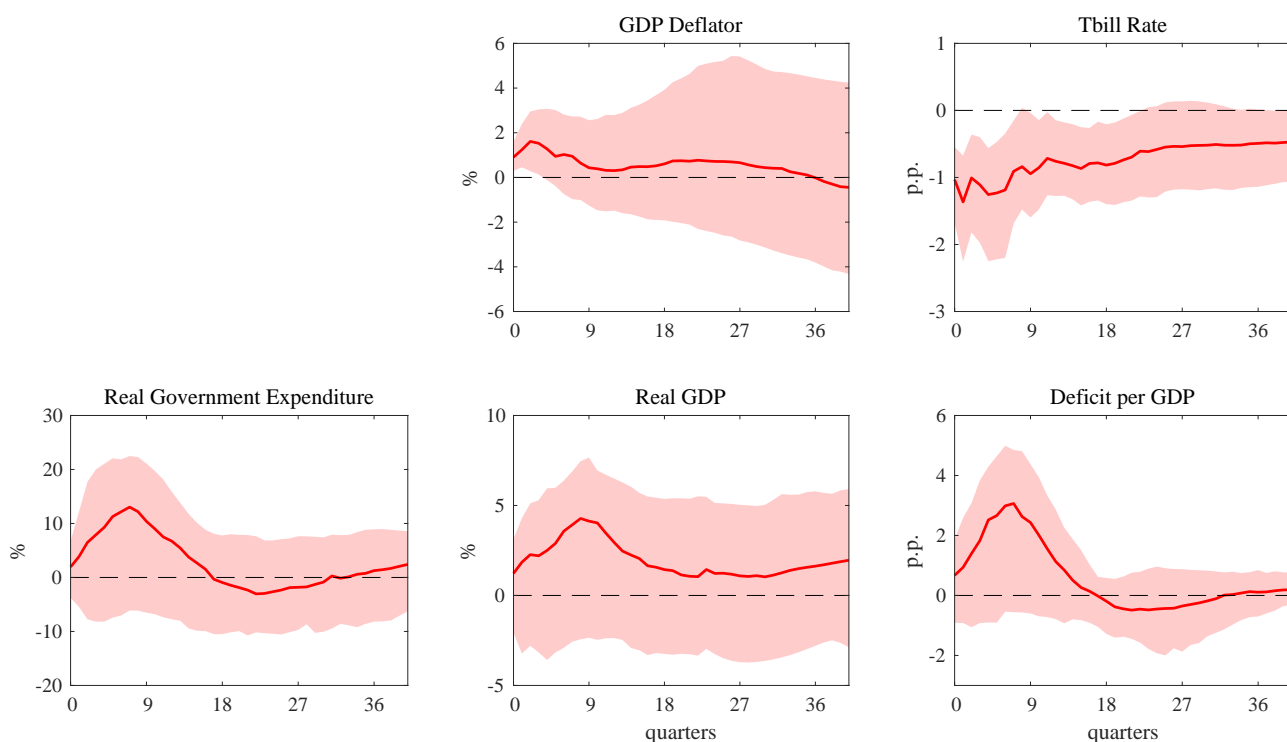 GDP Deflator
6
4
2
0
-2
-4
-6
%
0 9 18 27 36
Tbill Rate
1
0
-1
-2
-3
p.p.
0 9 18 27 36
Real Government Expenditure
30
20
10
0
-10
-20
%
0 9 18 27 36
Real GDP
10
5
0
-5
%
0 9 18 27 36
quarters
Deficit per GDP
6
4
2
0
-2
p.p.
0 9 18 27 36
quarters